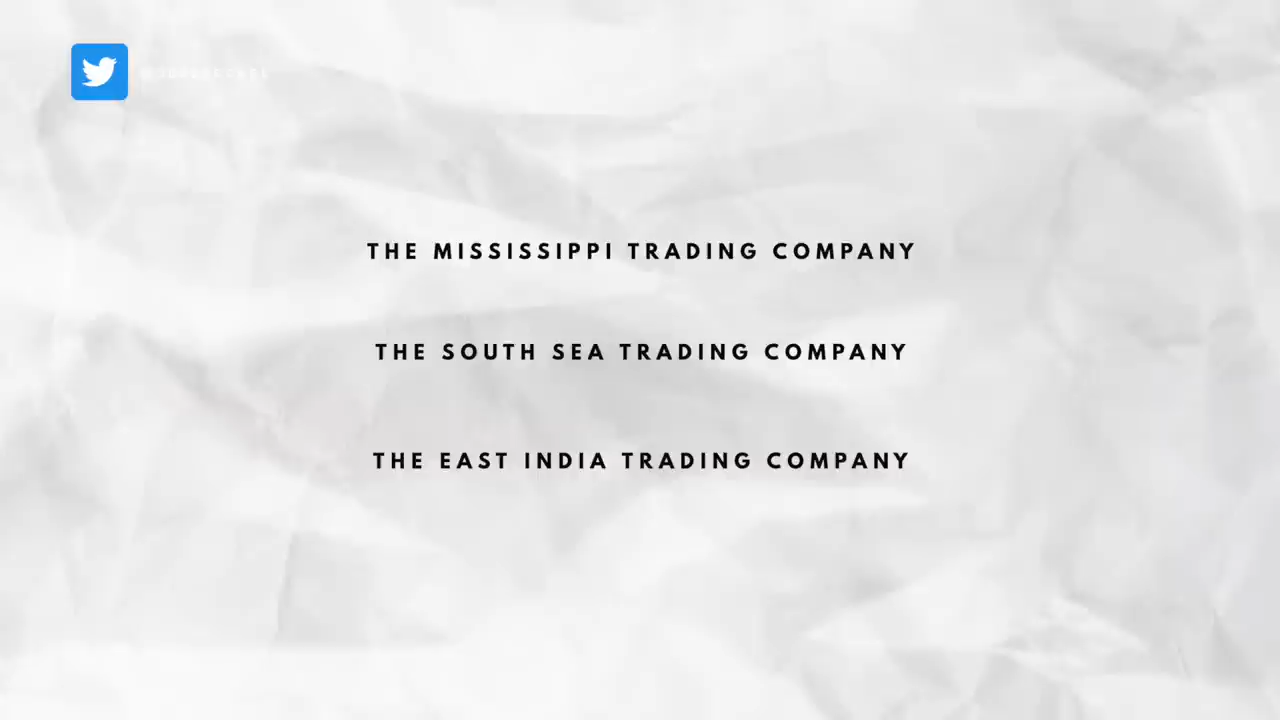 THE MISSISSIPPI TRADING COMPANY
THE SOUTH SEA TRADING COMPANY
THE EAST INDIA TRADING COMPANY